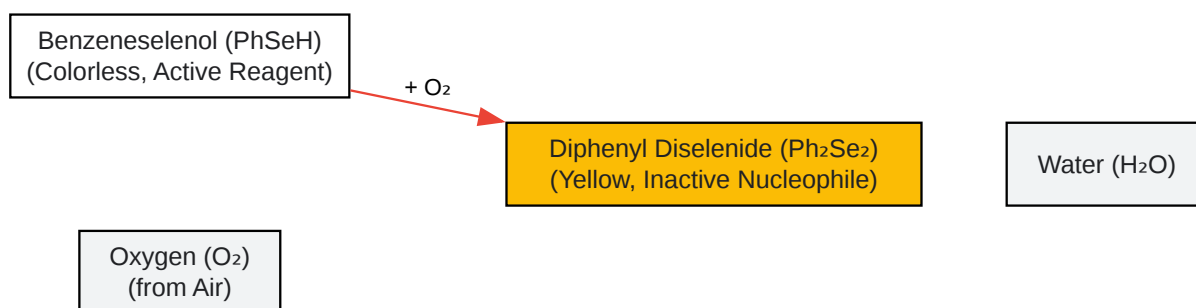 Benzeneselenol (PhSeH)
(Colorless, Active Reagent)
+ O₂
Diphenyl Diselenide (Ph₂Se₂)
(Yellow, Inactive Nucleophile)
Water (H₂O)
Oxygen (O₂)
(from Air)